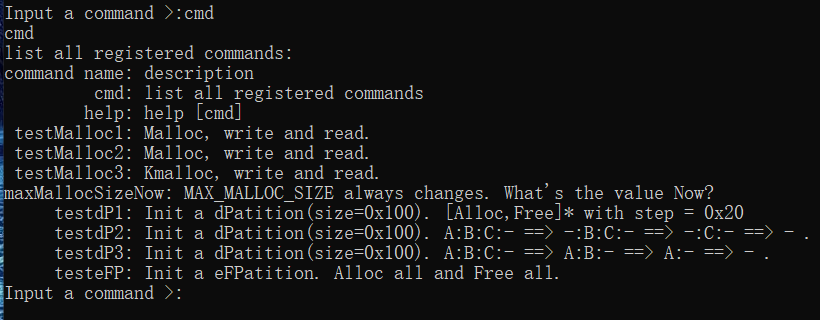 Input a command >:cmd
cmd
list all registered commands:
command name: description
cmd: list all registered commands
help: help [cmd]
testMalloc1: Malloc, write and read.
testMalloc2: Malloc, write and read.
testMalloc3: Kmalloc, write and read.
maxMallocSizeNow: MAX_MALLOC_SIZE always changes. What's the value Now?
testdP1: Init a dPatition(size=0x100). [Alloc,Free]* with step = 0x20
testdP2: Init a dPatition(size=0x100). A:B:C:- ==> -:B:C:- ==> -:C:- ==> - .
testdP3: Init a dPatition(size=0x100). A:B:C:- ==> A:B:- ==> A:- ==> - .
testeFP: Init a eFPatition. Alloc all and Free all.
Input a command >: